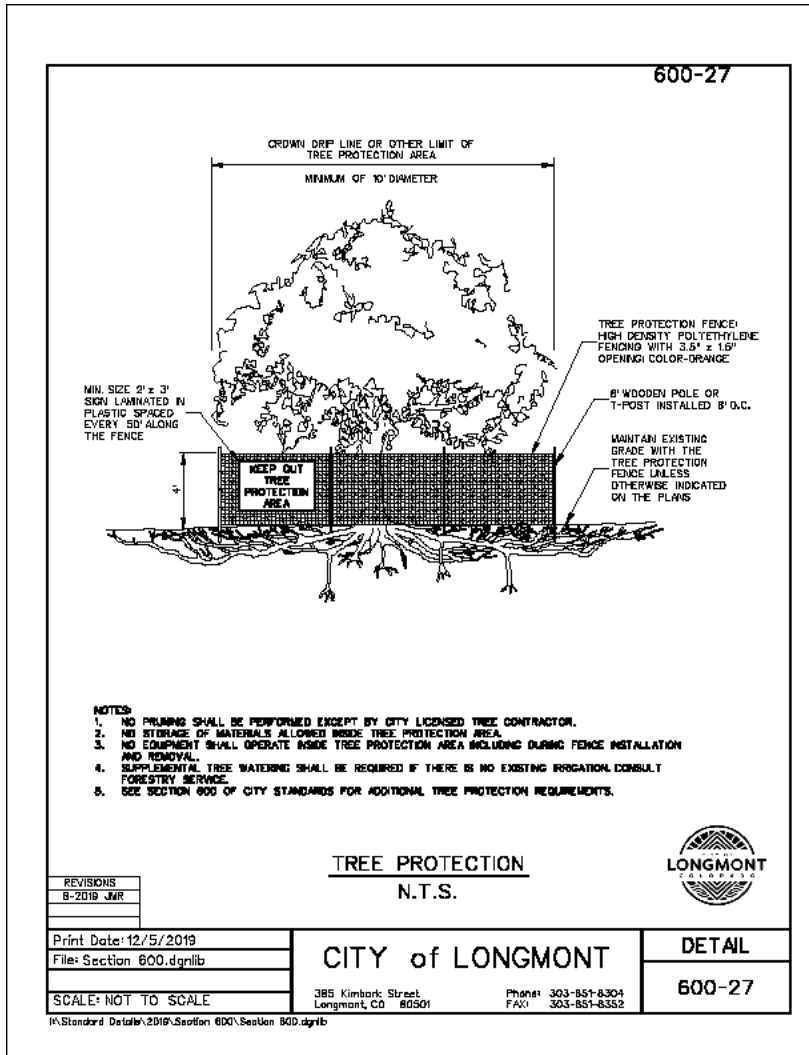 600-27
CROWN DRIP LINE OR OTHER LIMIT OF
TREE PROTECTION AREA
MINIMUM OF 10' DIAMETER
TREE PROTECTION FENCE:
HIGH DENSITY POLYETHYLENE
FENCING WITH 3.5" x 1.5"
OPENING; COLOR-ORANGE
MIN. SIZE 2' x 3'
SIGN LAMINATED IN
PLASTIC SPACED
EVERY 50' ALONG
THE FENCE
6' WOODEN POLE OR
T-POST INSTALLED 8' O.C.
MAINTAIN EXISTING
GRADE WITH THE
TREE PROTECTION
FENCE UNLESS
OTHERWISE INDICATED
ON THE PLANS
4'
KEEP OUT
TREE
PROTECTION
AREA
NOTES:
1. NO PRUNING SHALL BE PERFORMED EXCEPT BY CITY LICENSED TREE CONTRACTOR.
2. NO STORAGE OF MATERIALS ALLOWED INSIDE TREE PROTECTION AREA.
3. NO EQUIPMENT SHALL OPERATE INSIDE TREE PROTECTION AREA INCLUDING DURING FENCE INSTALLATION
AND REMOVAL.
4. SUPPLEMENTAL TREE WATERING SHALL BE REQUIRED IF THERE IS NO EXISTING IRRIGATION. CONSULT
FORESTRY SERVICE.
5. SEE SECTION 600 OF CITY STANDARDS FOR ADDITIONAL TREE PROTECTION REQUIREMENTS.
TREE PROTECTION
N.T.S.
CITY OF
LONGMONT
COLORADO
REVISIONS
8-2019 JMR
Print Date: 12/5/2019
File: Section 600.dgnlib
SCALE: NOT TO SCALE
CITY of LONGMONT
385 Kimbark Street
Longmont, CO 80501
Phone: 303-651-8304
FAX: 303-651-8352
DETAIL
600-27
I:\Standard Details\2019\Section 600\Section 600.dgnlib